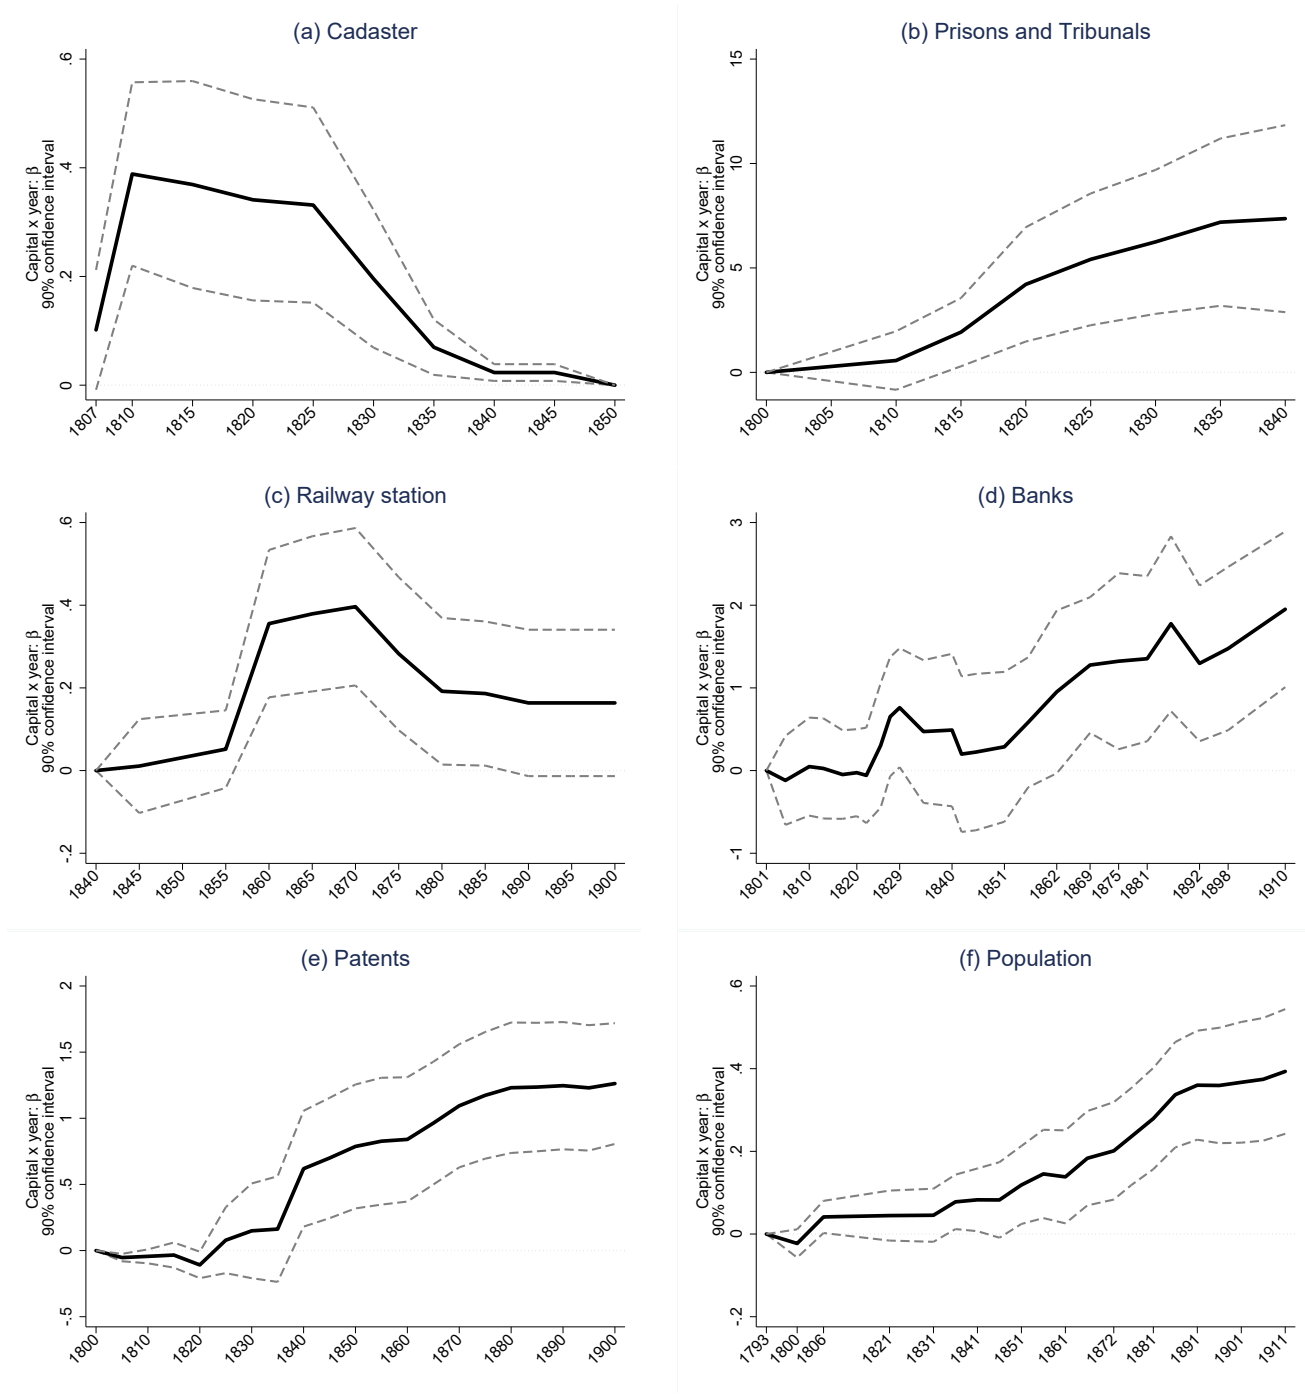 (a) Cadaster
Capital x year: β
90% confidence interval
.6
.4
.2
0
1807 1810 1815 1820 1825 1830 1835 1840 1845 1850
(b) Prisons and Tribunals
Capital x year: β
90% confidence interval
15
10
5
0
1800 1805 1810 1815 1820 1825 1830 1835 1840
(c) Railway station
Capital x year: β
90% confidence interval
.6
.4
.2
0
-.2
1840 1845 1850 1855 1860 1865 1870 1875 1880 1885 1890 1895 1900
(d) Banks
Capital x year: β
90% confidence interval
3
2
1
0
-1
1801 1810 1820 1829 1840 1851 1862 1869 1875 1881 1892 1898 1910
(e) Patents
Capital x year: β
90% confidence interval
2
1.5
1
.5
0
-.5
1800 1810 1820 1830 1840 1850 1860 1870 1880 1890 1900
(f) Population
Capital x year: β
90% confidence interval
.6
.4
.2
0
-.2
1793 1800 1806 1821 1831 1841 1851 1861 1872 1881 1891 1901 1911